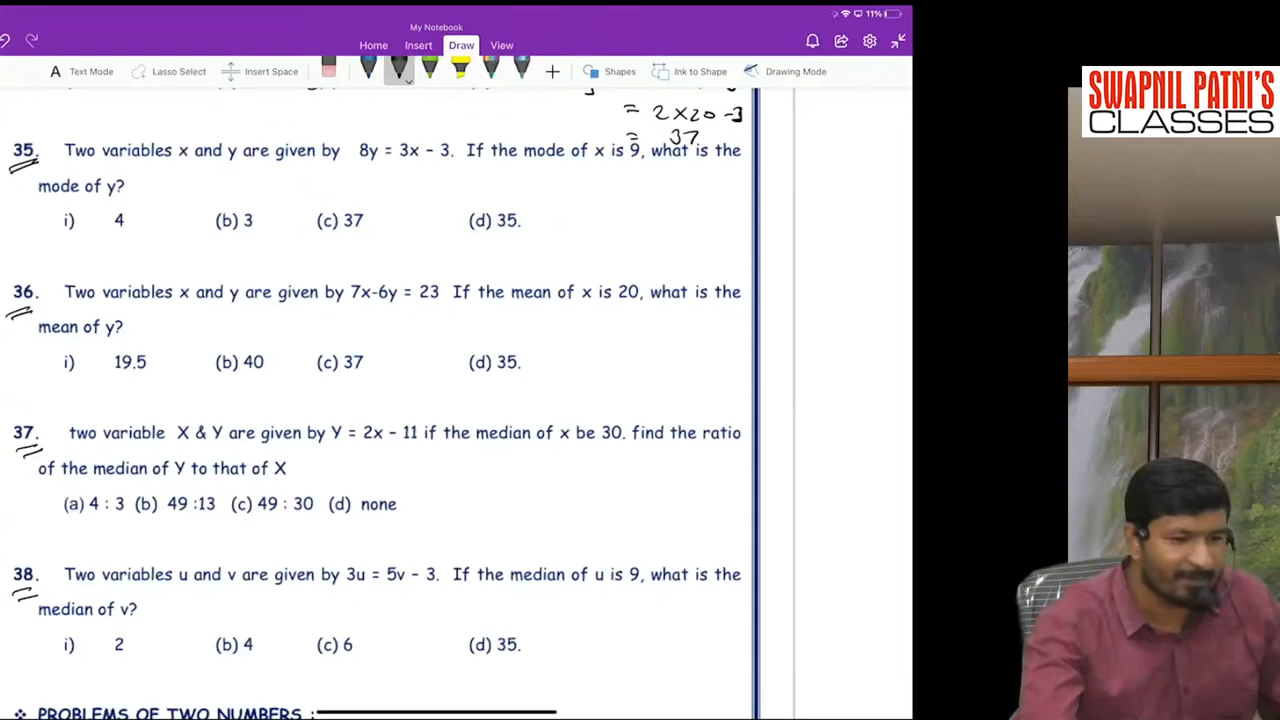 11%
My Notebook
Home Insert Draw View
Text Mode Lasso Select Insert Space Shapes Ink to Shape Drawing Mode
= 2 x 20 - 3
= 37
35. Two variables x and y are given by 8y = 3x – 3. If the mode of x is 9, what is the
mode of y?
i) 4 (b) 3 (c) 37 (d) 35.
36. Two variables x and y are given by 7x-6y = 23 If the mean of x is 20, what is the
mean of y?
i) 19.5 (b) 40 (c) 37 (d) 35.
37. two variable X & Y are given by Y = 2x – 11 if the median of x be 30. find the ratio
of the median of Y to that of X
(a) 4 : 3 (b) 49 :13 (c) 49 : 30 (d) none
38. Two variables u and v are given by 3u = 5v – 3. If the median of u is 9, what is the
median of v?
i) 2 (b) 4 (c) 6 (d) 35.
❖ PROBLEMS OF TWO NUMBERS :
SWAPNIL PATNI'S
CLASSES